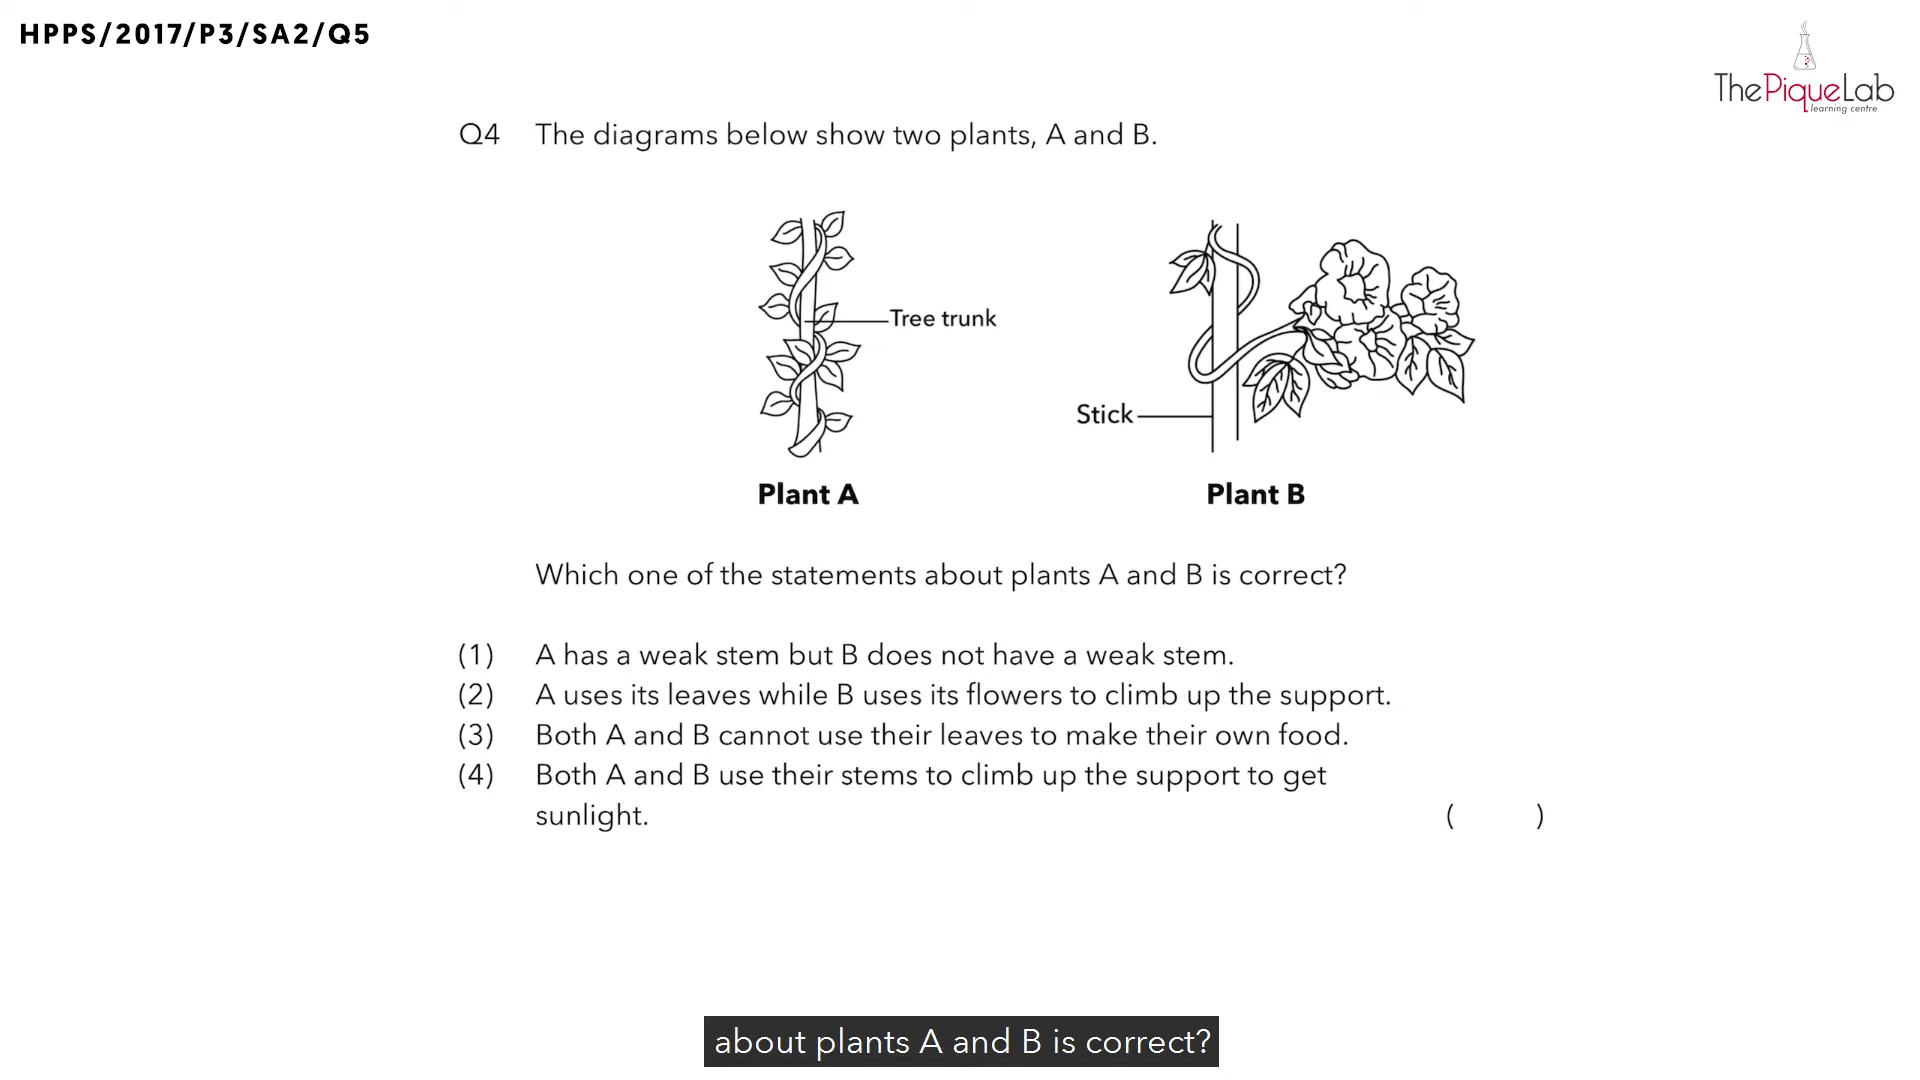 HPPS/2017/P3/SA2/Q5
ThePiqueLab
learning centre
Q4 The diagrams below show two plants, A and B.
Tree trunk
Stick
Plant A
Plant B
Which one of the statements about plants A and B is correct?
(1) A has a weak stem but B does not have a weak stem.
(2) A uses its leaves while B uses its flowers to climb up the support.
(3) Both A and B cannot use their leaves to make their own food.
(4) Both A and B use their stems to climb up the support to get
sunlight. ( )
about plants A and B is correct?